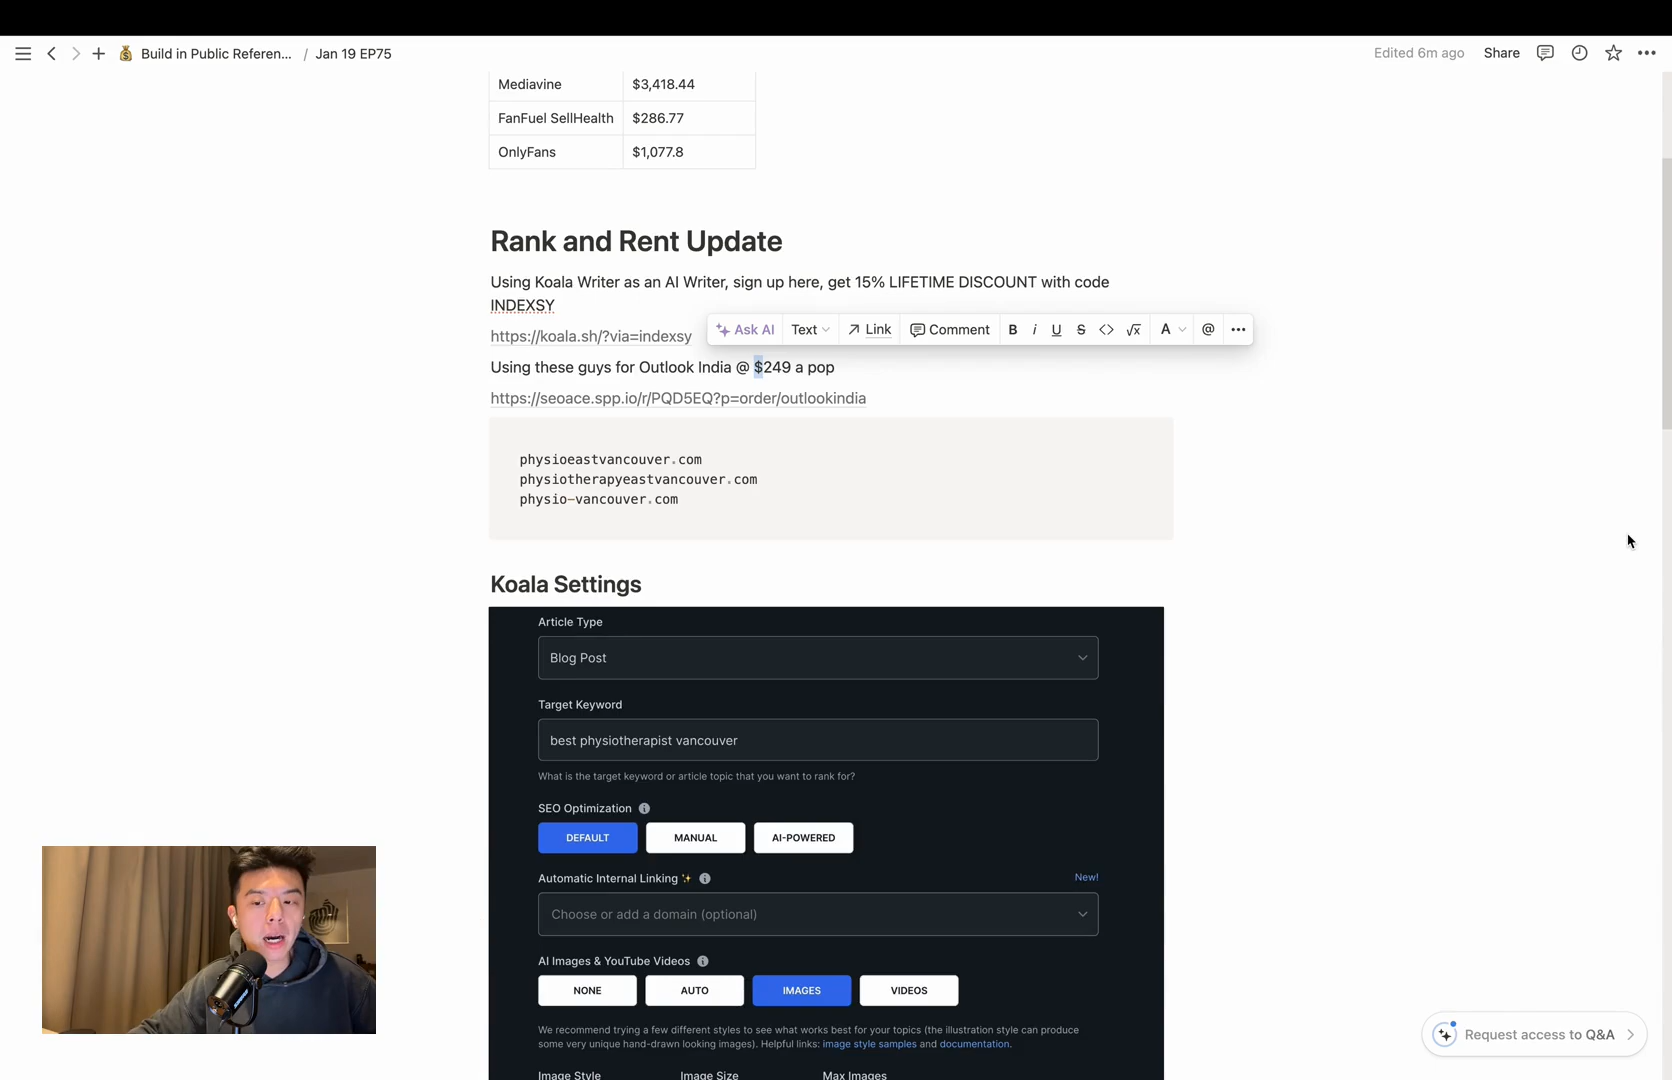 Build in Public Referen... / Jan 19 EP75
Edited 6m ago Share
Mediavine $3,418.44
FanFuel SellHealth $286.77
OnlyFans $1,077.8
Rank and Rent Update
Using Koala Writer as an AI Writer, sign up here, get 15% LIFETIME DISCOUNT with code
INDEXSY
https://koala.sh/?via=indexsy
Ask AI Text Link Comment B i U S <> √x A @ •••
Using these guys for Outlook India @ $249 a pop
https://seoace.spp.io/r/PQD5EQ?p=order/outlookindia
physioeastvancouver.com
physiotherapyeastvancouver.com
physio-vancouver.com
Koala Settings
Article Type
Blog Post
Target Keyword
best physiotherapist vancouver
What is the target keyword or article topic that you want to rank for?
SEO Optimization
DEFAULT MANUAL AI-POWERED
Automatic Internal Linking New!
Choose or add a domain (optional)
AI Images & YouTube Videos
NONE AUTO IMAGES VIDEOS
We recommend trying a few different styles to see what works best for your topics (the illustration style can produce
some very unique hand-drawn looking images). Helpful links: image style samples and documentation.
Image Style Image Size Max Images
Request access to Q&A